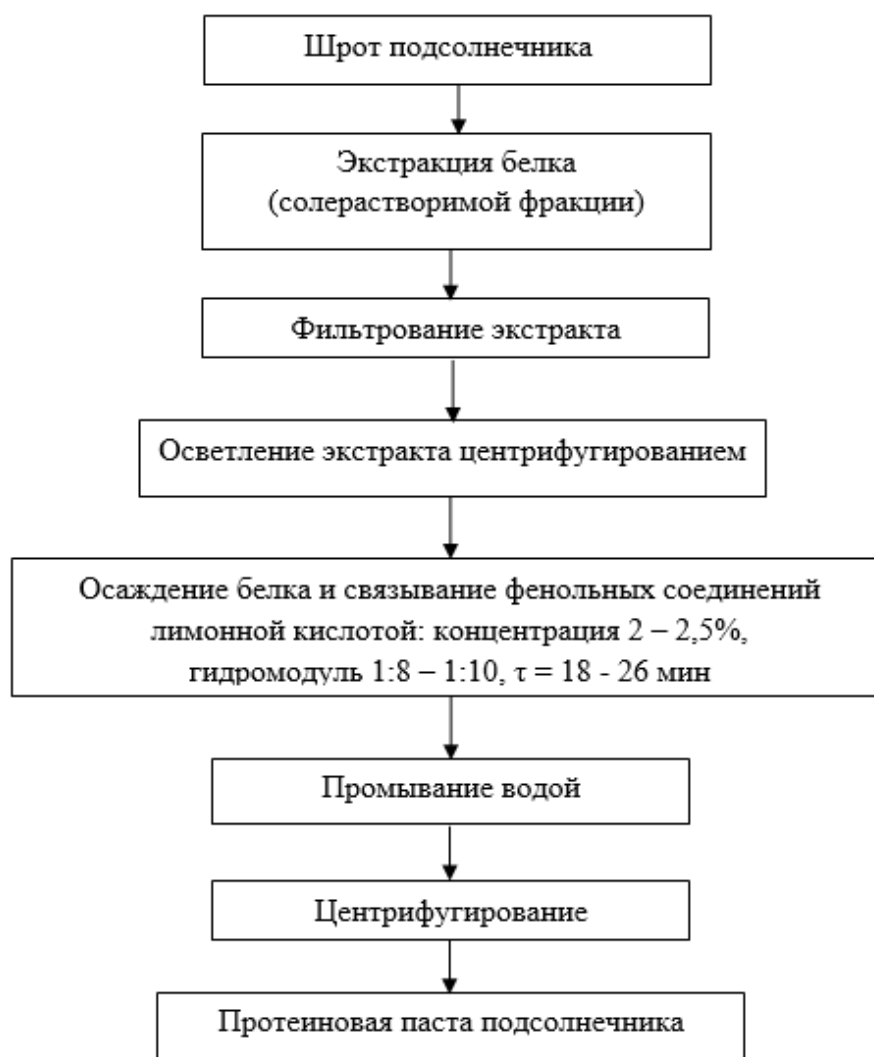 Шрот подсолнечника
Экстракция белка
(солерастворимой фракции)
Фильтрование экстракта
Осветление экстракта центрифугированием
Осаждение белка и связывание фенольных соединений
лимонной кислотой: концентрация 2 – 2,5%,
гидромодуль 1:8 – 1:10, τ = 18 - 26 мин
Промывание водой
Центрифугирование
Протеиновая паста подсолнечника